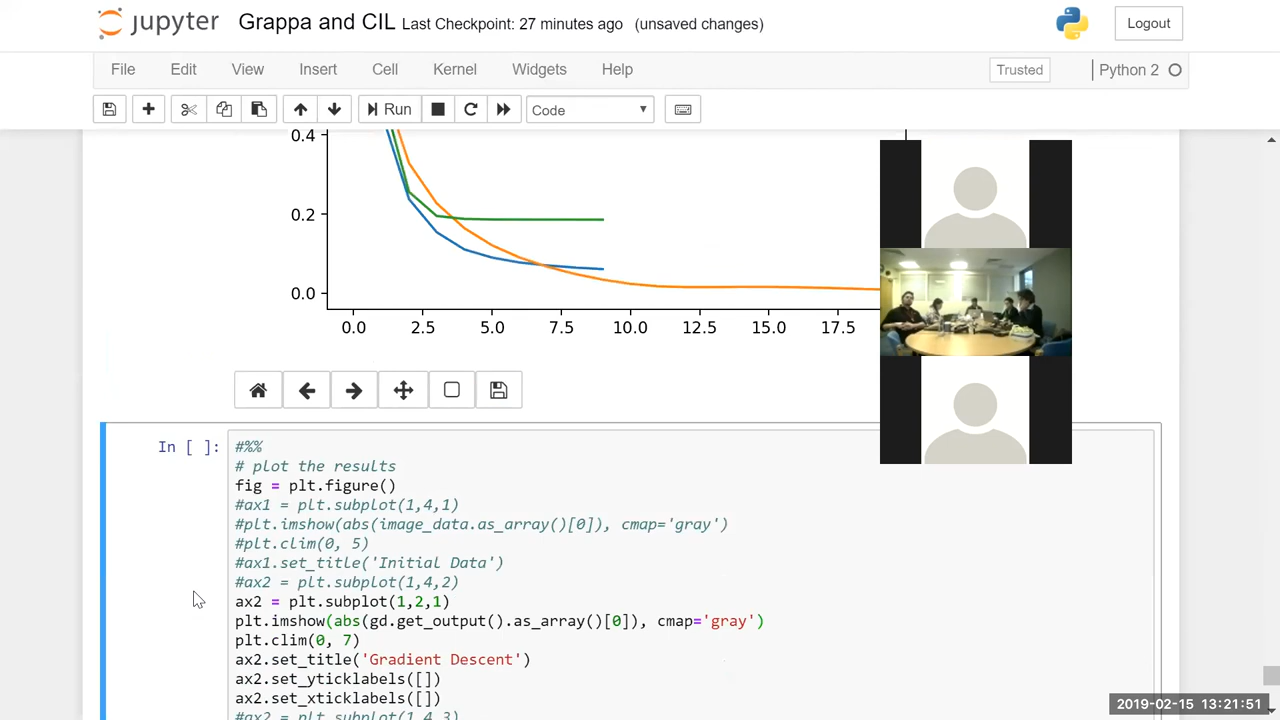 jupyter Grappa and CIL Last Checkpoint: 27 minutes ago (unsaved changes) Logout
File Edit View Insert Cell Kernel Widgets Help Trusted Python 2
Run Code
0.4
0.2
0.0
0.0 2.5 5.0 7.5 10.0 12.5 15.0 17.5
In [ ]: #%%
# plot the results
fig = plt.figure()
#ax1 = plt.subplot(1,4,1)
#plt.imshow(abs(image_data.as_array()[0]), cmap='gray')
#plt.clim(0, 5)
#ax1.set_title('Initial Data')
#ax2 = plt.subplot(1,4,2)
ax2 = plt.subplot(1,2,1)
plt.imshow(abs(gd.get_output().as_array()[0]), cmap='gray')
plt.clim(0, 7)
ax2.set_title('Gradient Descent')
ax2.set_yticklabels([])
ax2.set_xticklabels([])
#ax2 = plt.subplot(1,4,3)
2019-02-15 13:21:51